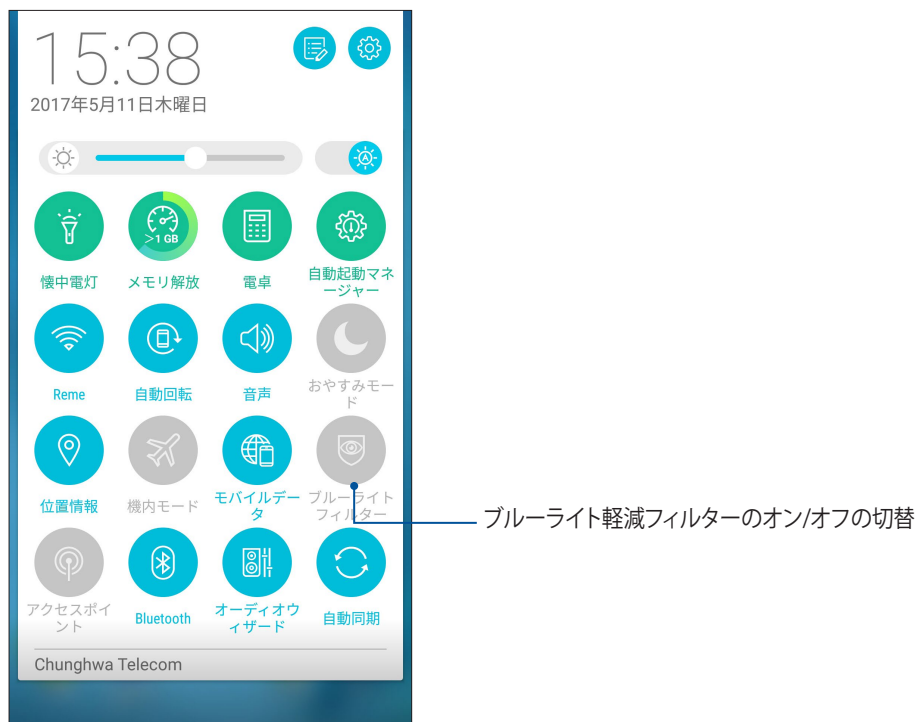 15:38
2017年5月11日木曜日
A
>1 GB
懐中電灯
メモリ解放
電卓
自動起動マネ
ージャー
Reme
自動回転
音声
おやすみモー
ド
位置情報
機内モード
モバイルデー
タ
ブルーライト
フィルター
ブルーライト軽減フィルターのオン/オフの切替
アクセスポイ
ント
Bluetooth
オーディオウ
ィザード
自動同期
Chunghwa Telecom